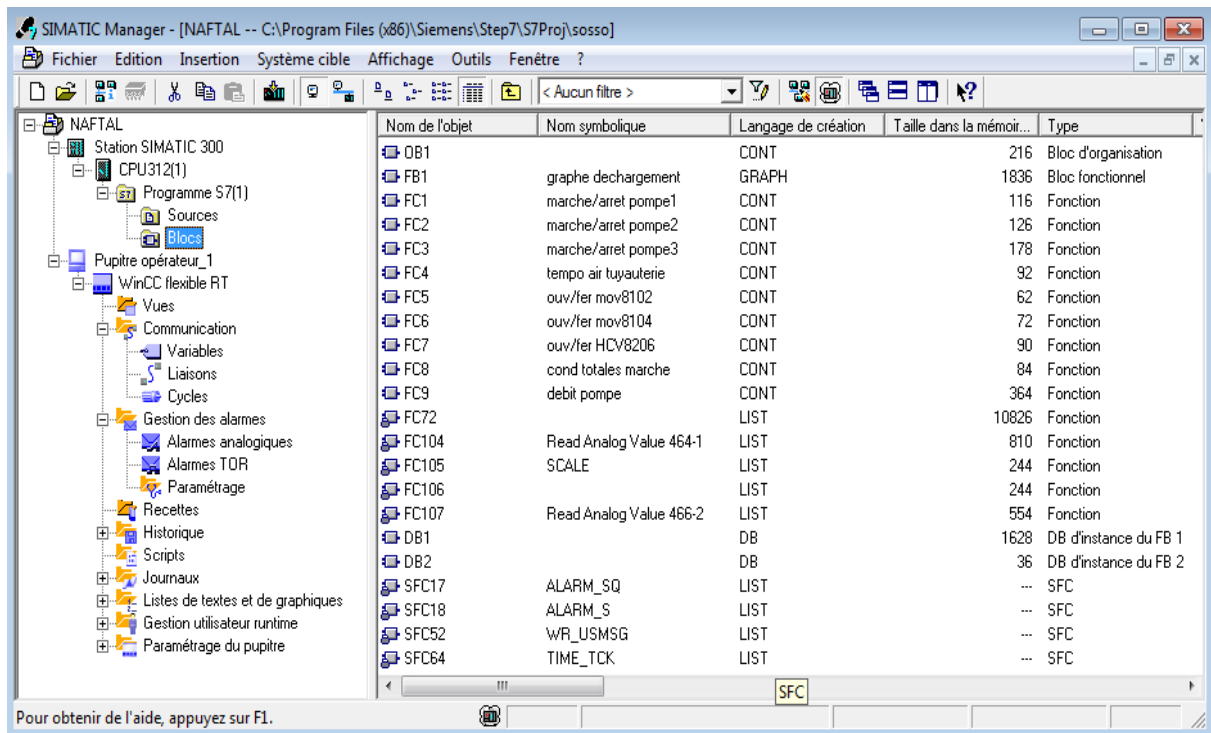 SIMATIC Manager - [NAFTAL -- C:\Program Files (x86)\Siemens\Step7\S7Proj\sosso]
Fichier Edition Insertion Système cible Affichage Outils Fenêtre ?
< Aucun filtre >
NAFTAL
Station SIMATIC 300
CPU312(1)
Programme S7(1)
Sources
Blocs
Pupitre opérateur_1
WinCC flexible RT
Vues
Communication
Variables
Liaisons
Cycles
Gestion des alarmes
Alarmes analogiques
Alarmes TOR
Paramétrage
Recettes
Historique
Scripts
Journaux
Listes de textes et de graphiques
Gestion utilisateur runtime
Paramétrage du pupitre
Nom de l'objet Nom symbolique Langage de création Taille dans la mémoir... Type
OB1 CONT 216 Bloc d'organisation
FB1 graphe dechargement GRAPH 1836 Bloc fonctionnel
FC1 marche/arret pompe1 CONT 116 Fonction
FC2 marche/arret pompe2 CONT 126 Fonction
FC3 marche/arret pompe3 CONT 178 Fonction
FC4 tempo air tuyauterie CONT 92 Fonction
FC5 ouv/fer mov8102 CONT 62 Fonction
FC6 ouv/fer mov8104 CONT 72 Fonction
FC7 ouv/fer HCV8206 CONT 90 Fonction
FC8 cond totales marche CONT 84 Fonction
FC9 debit pompe CONT 364 Fonction
FC72 LIST 10826 Fonction
FC104 Read Analog Value 464-1 LIST 810 Fonction
FC105 SCALE LIST 244 Fonction
FC106 LIST 244 Fonction
FC107 Read Analog Value 466-2 LIST 554 Fonction
DB1 DB 1628 DB d'instance du FB 1
DB2 DB 36 DB d'instance du FB 2
SFC17 ALARM_SQ LIST --- SFC
SFC18 ALARM_S LIST --- SFC
SFC52 WR_USMSG LIST --- SFC
SFC64 TIME_TCK LIST --- SFC
SFC
Pour obtenir de l'aide, appuyez sur F1.